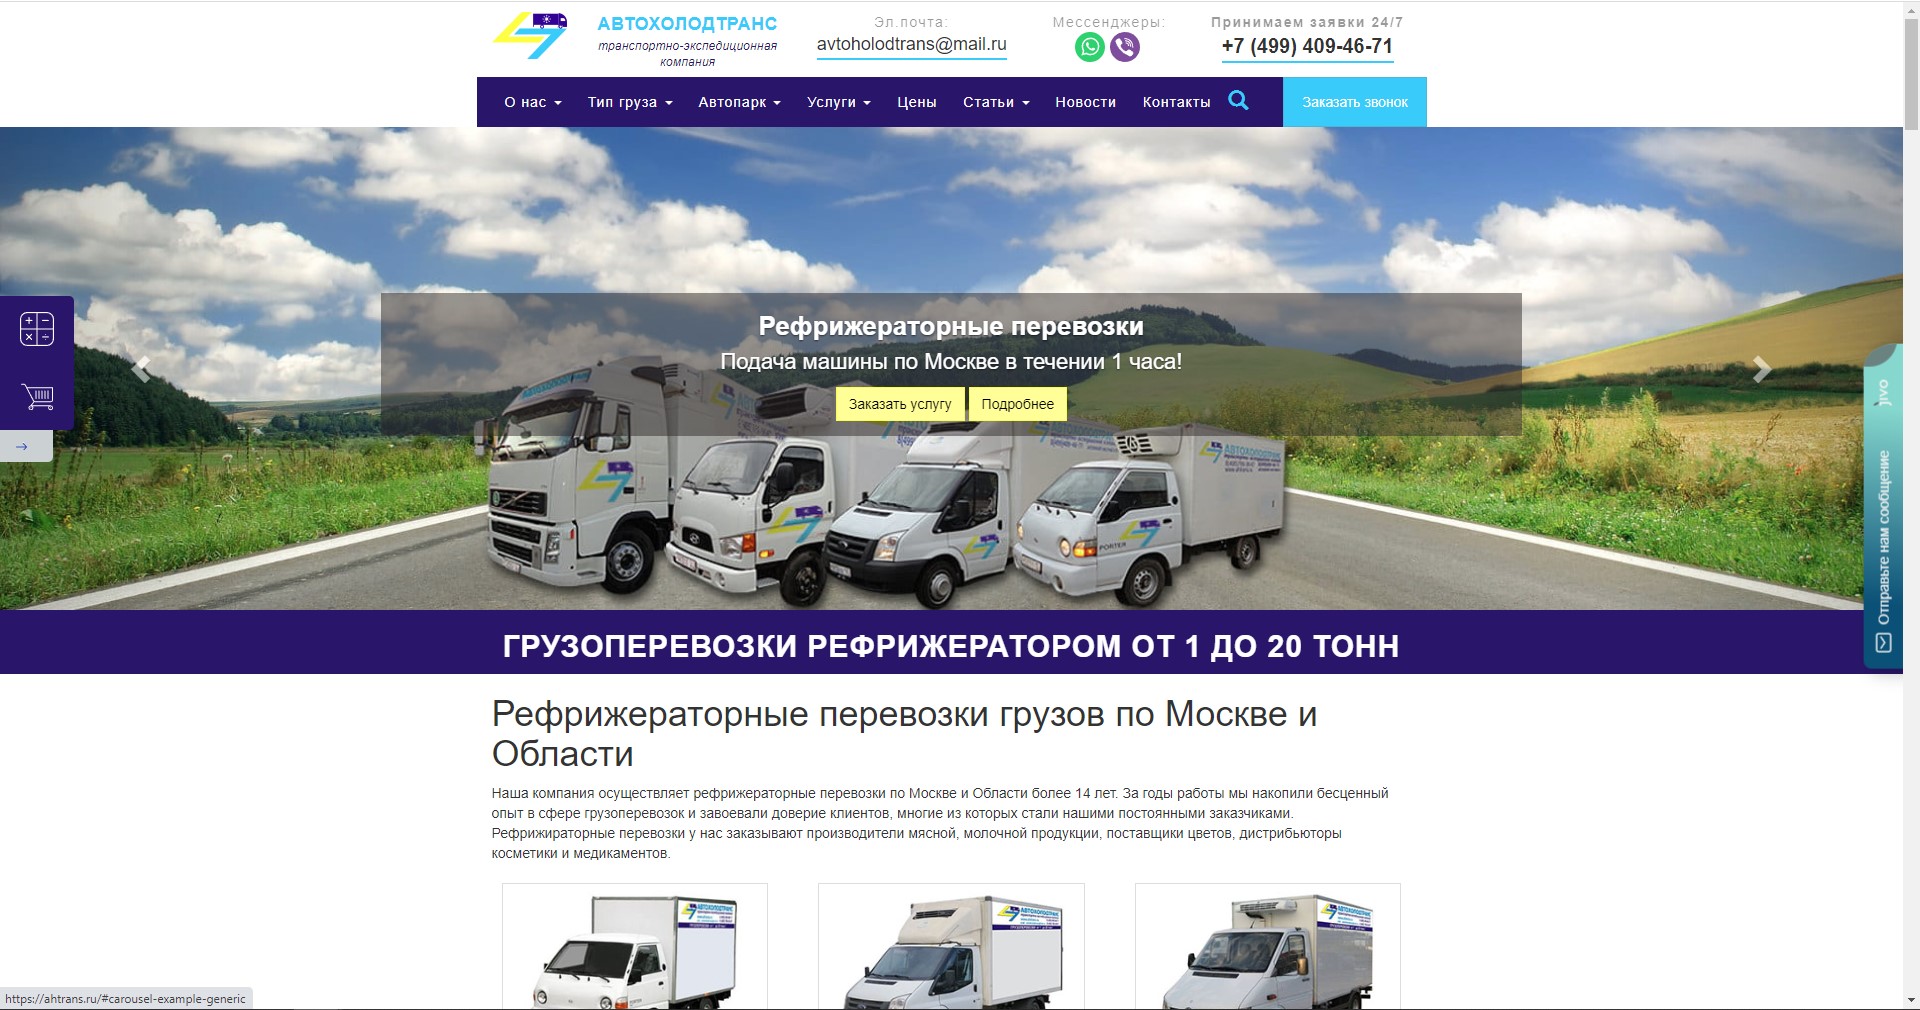 АВТОХОЛОДТРАНС
транспортно-экспедиционная
компания
Эл.почта:
avtoholodtrans@mail.ru
Мессенджеры:
Принимаем заявки 24/7
+7 (499) 409-46-71
О нас
Тип груза
Автопарк
Услуги
Цены
Статьи
Новости
Контакты
Заказать звонок
Рефрижераторные перевозки
Подача машины по Москве в течении 1 часа!
Заказать услугу
Подробнее
АВТОХОЛОДТРАНС
PORTER
jivo
Отправьте нам сообщение
ГРУЗОПЕРЕВОЗКИ РЕФРИЖЕРАТОРОМ ОТ 1 ДО 20 ТОНН
Рефрижераторные перевозки грузов по Москве и
Области
Наша компания осуществляет рефрижераторные перевозки по Москве и Области более 14 лет. За годы работы мы накопили бесценный
опыт в сфере грузоперевозок и завоевали доверие клиентов, многие из которых стали нашими постоянными заказчиками.
Рефрижираторные перевозки у нас заказывают производители мясной, молочной продукции, поставщики цветов, дистрибьюторы
косметики и медикаментов.
АВТОХОЛОДТРАНС
АВТОХОЛОДТРАНС
АВТОХОЛОДТРАНС
https://ahtrans.ru/#carousel-example-generic